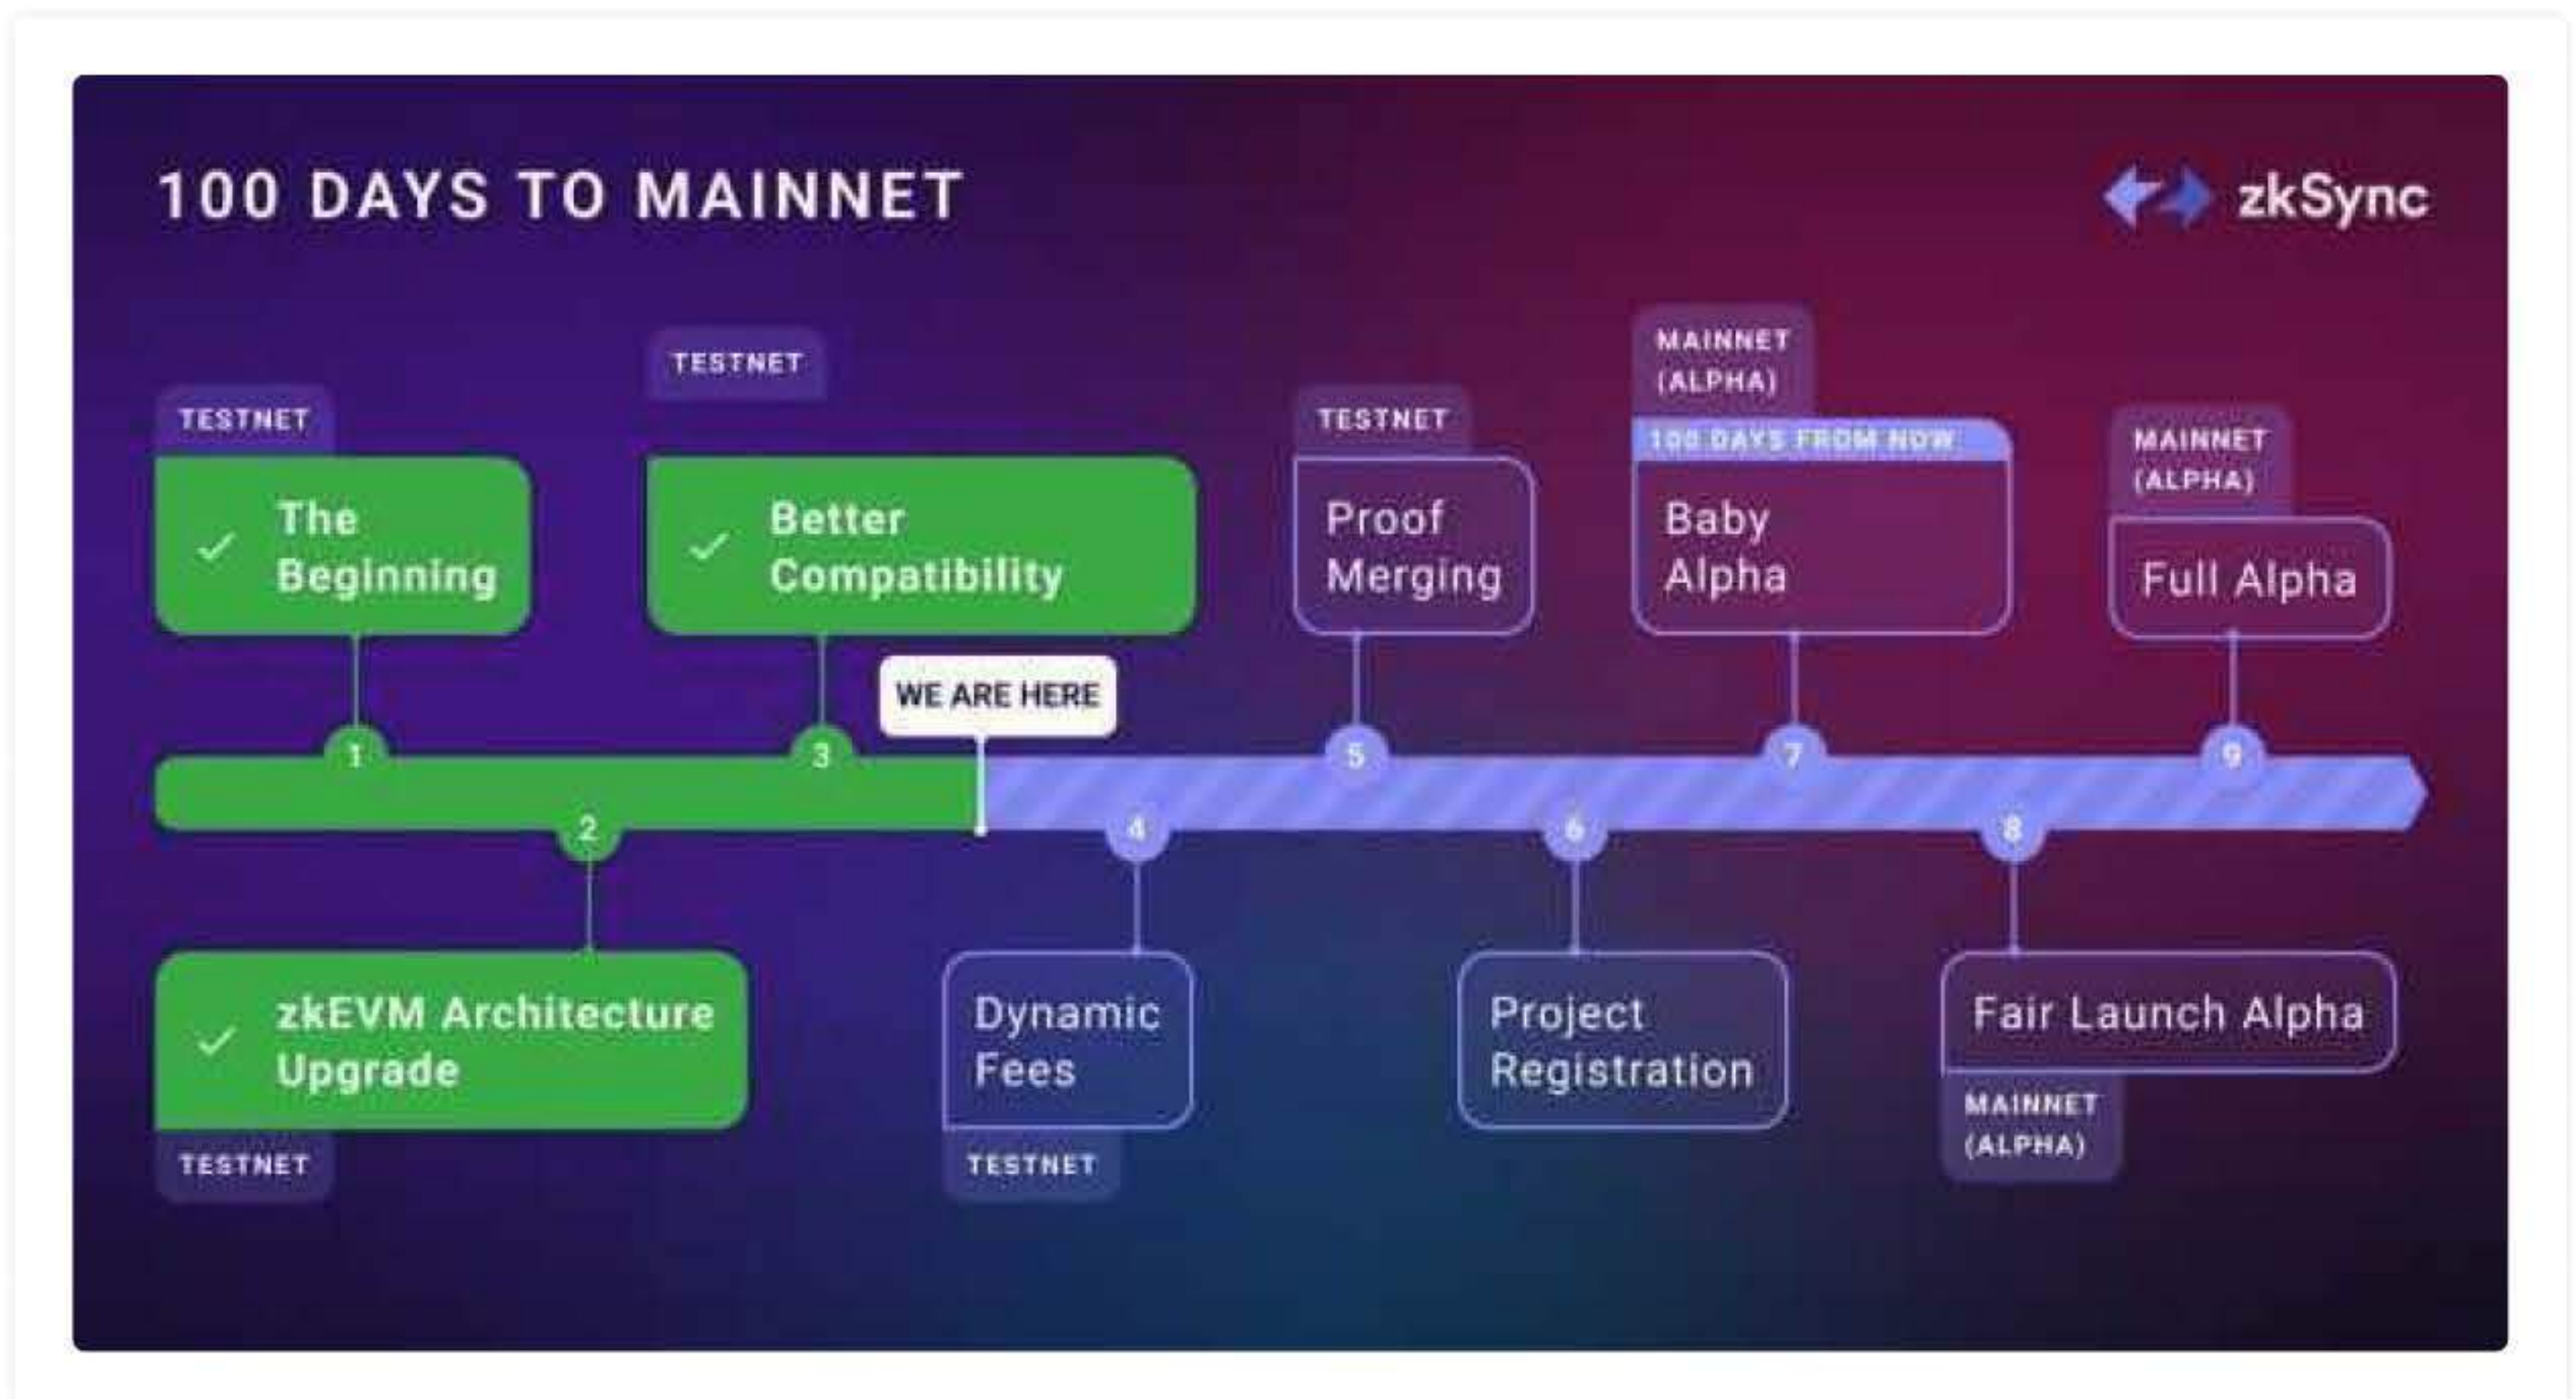 100 DAYS TO MAINNET
zkSync
TESTNET
The
Beginning
1
2
zkEVM Architecture
Upgrade
TESTNET
TESTNET
Better
Compatibility
3
WE ARE HERE
4
Dynamic
Fees
TESTNET
TESTNET
Proof
Merging
5
6
Project
Registration
MAINNET
(ALPHA)
100 DAYS FROM NOW
Baby
Alpha
7
8
Fair Launch Alpha
MAINNET
(ALPHA)
MAINNET
(ALPHA)
Full Alpha
9